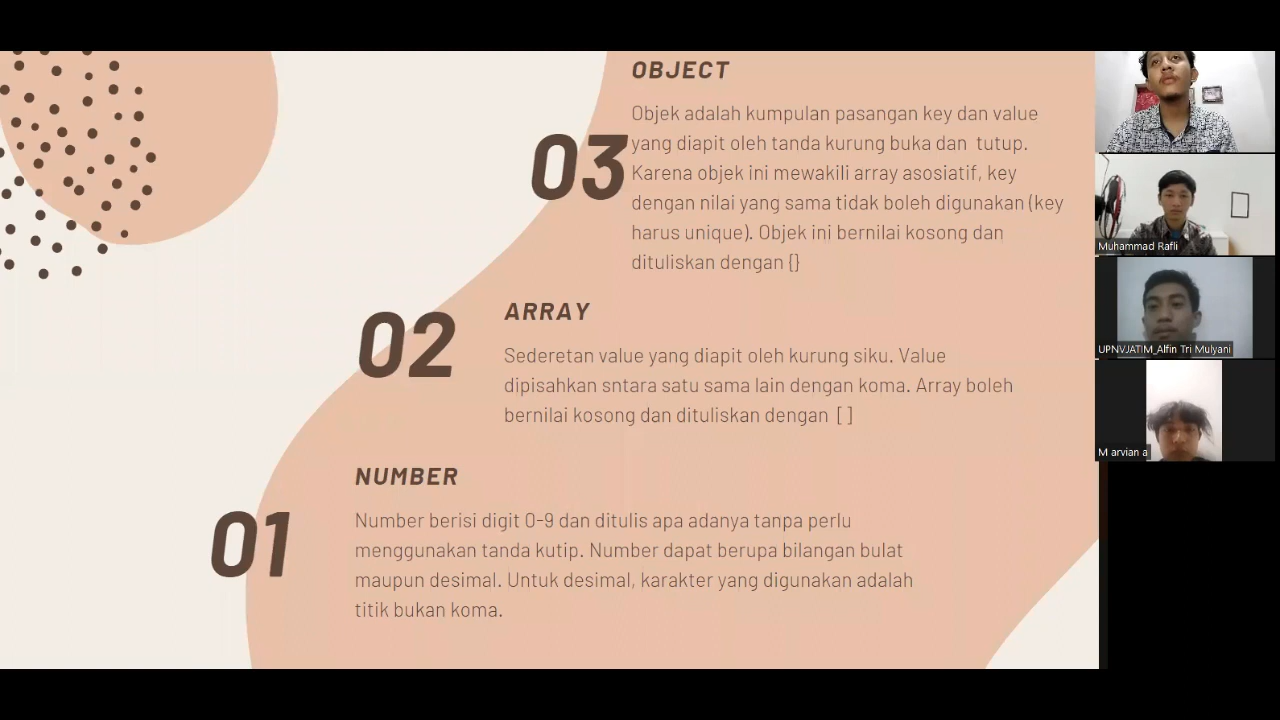 OBJECT
Objek adalah kumpulan pasangan key dan value
yang diapit oleh tanda kurung buka dan tutup.
Karena objek ini mewakili array asosiatif, key
dengan nilai yang sama tidak boleh digunakan (key
harus unique). Objek ini bernilai kosong dan
dituliskan dengan {}
03
ARRAY
Sederetan value yang diapit oleh kurung siku. Value
dipisahkan sntara satu sama lain dengan koma. Array boleh
bernilai kosong dan dituliskan dengan [ ]
02
NUMBER
Number berisi digit 0-9 dan ditulis apa adanya tanpa perlu
menggunakan tanda kutip. Number dapat berupa bilangan bulat
maupun desimal. Untuk desimal, karakter yang digunakan adalah
titik bukan koma.
01
Muhammad Rafli
UPNVJATIM_Alfin Tri Mulyani
M arvian a